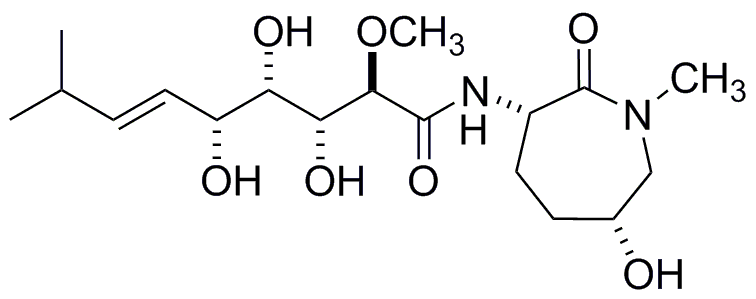 OH OCH3 O
H
N CH3
N
OH OH O
OH